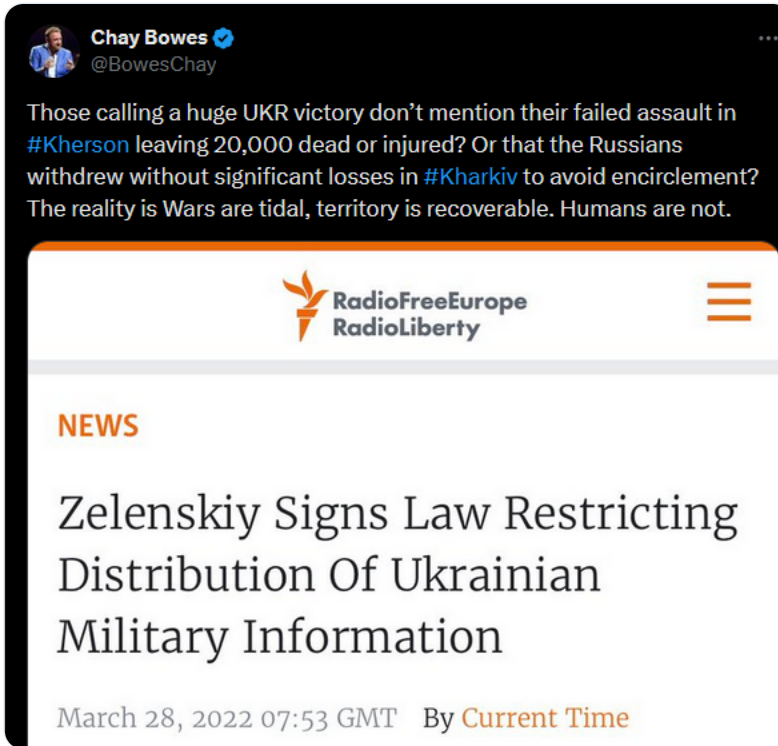 Chay Bowes
@BowesChay
Those calling a huge UKR victory don’t mention their failed assault in
#Kherson leaving 20,000 dead or injured? Or that the Russians
withdrew without significant losses in #Kharkiv to avoid encirclement?
The reality is Wars are tidal, territory is recoverable. Humans are not.
RadioFreeEurope
RadioLiberty
NEWS
Zelenskiy Signs Law Restricting
Distribution Of Ukrainian
Military Information
March 28, 2022 07:53 GMT By Current Time